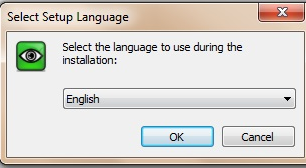 Select Setup Language
Select the language to use during the
installation:
English
OK
Cancel